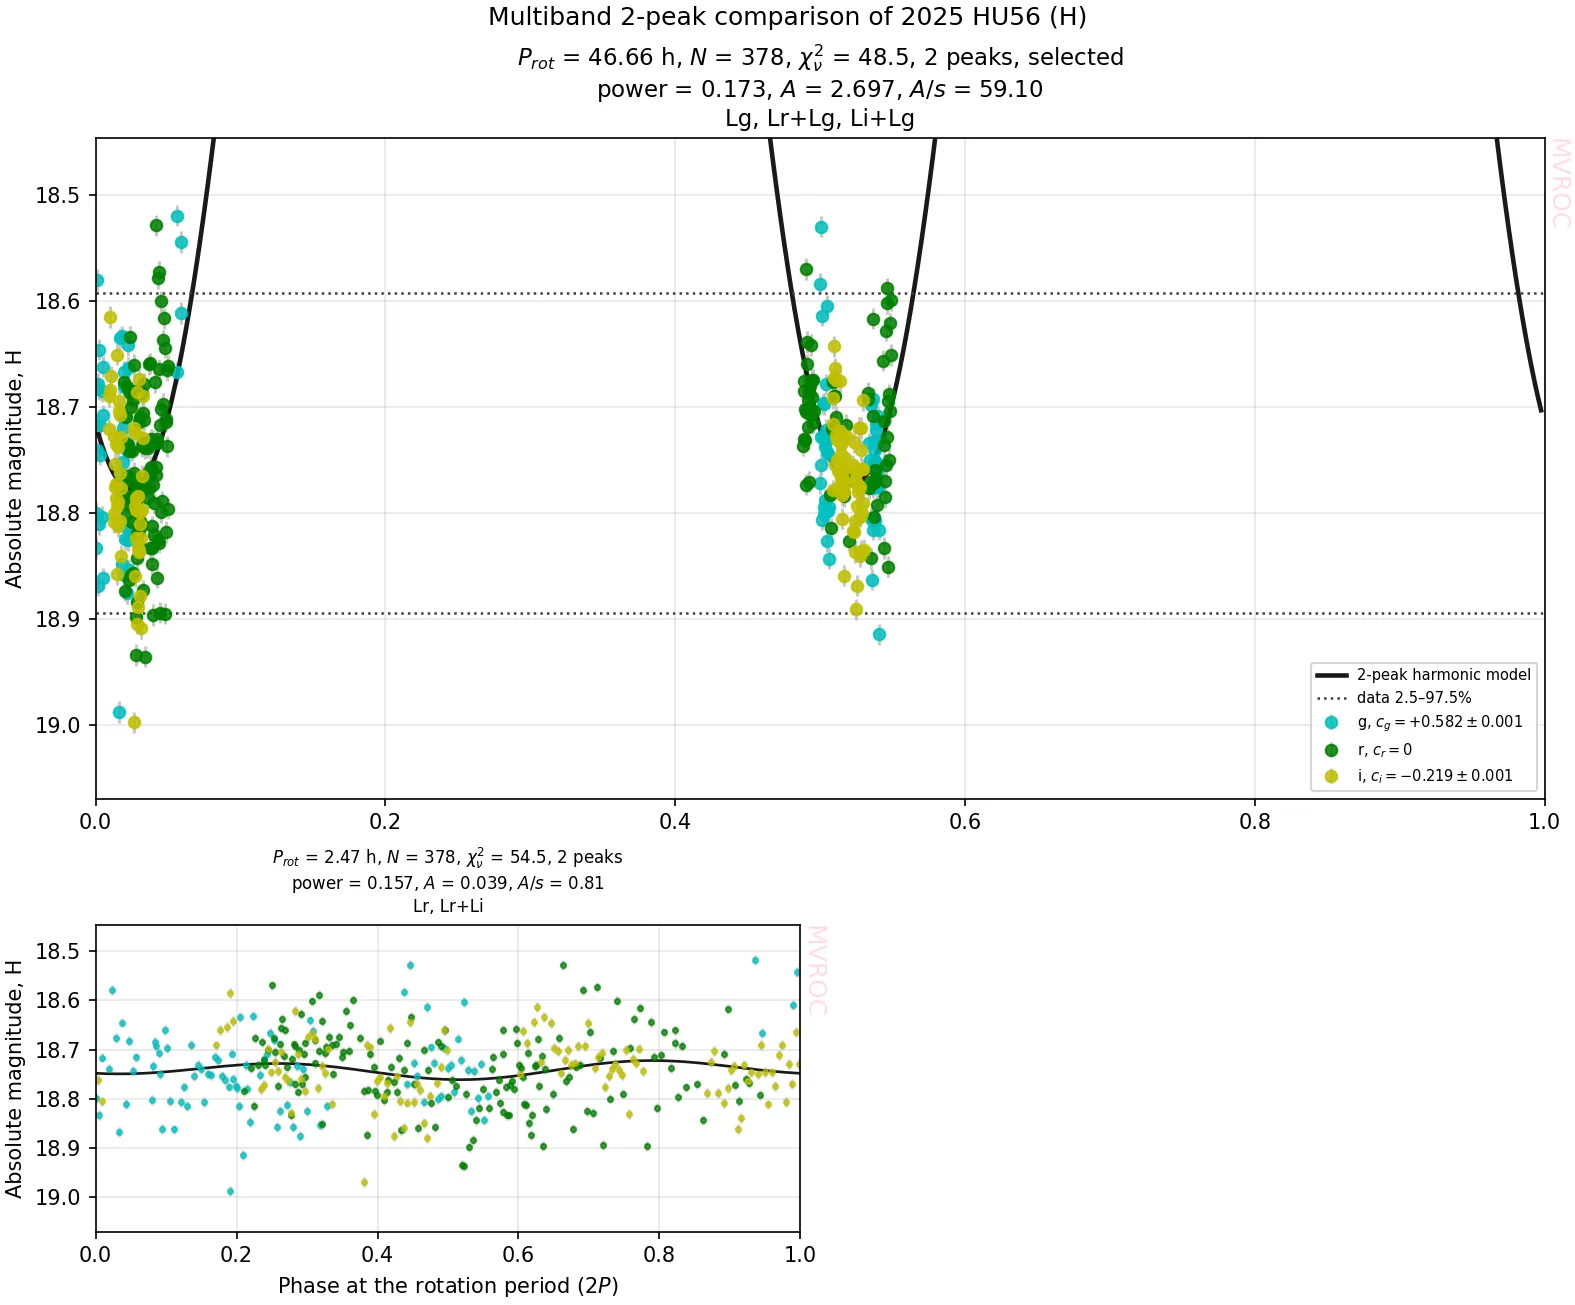 Multiband 2-peak comparison of 2025 HU56 (H)
P_rot = 46.66 h, N = 378, χ²_ν = 48.5, 2 peaks, selected
power = 0.173, A = 2.697, A/s = 59.10
Lg, Lr+Lg, Li+Lg
MVROC
Absolute magnitude, H
18.5
18.6
18.7
18.8
18.9
19.0
2-peak harmonic model
data 2.5–97.5%
g, c_g = +0.582 ± 0.001
r, c_r = 0
i, c_i = −0.219 ± 0.001
0.0 0.2 0.4 0.6 0.8 1.0
P_rot = 2.47 h, N = 378, χ²_ν = 54.5, 2 peaks
power = 0.157, A = 0.039, A/s = 0.81
Lr, Lr+Li
MVROC
Absolute magnitude, H
18.5
18.6
18.7
18.8
18.9
19.0
0.0 0.2 0.4 0.6 0.8 1.0
Phase at the rotation period (2P)